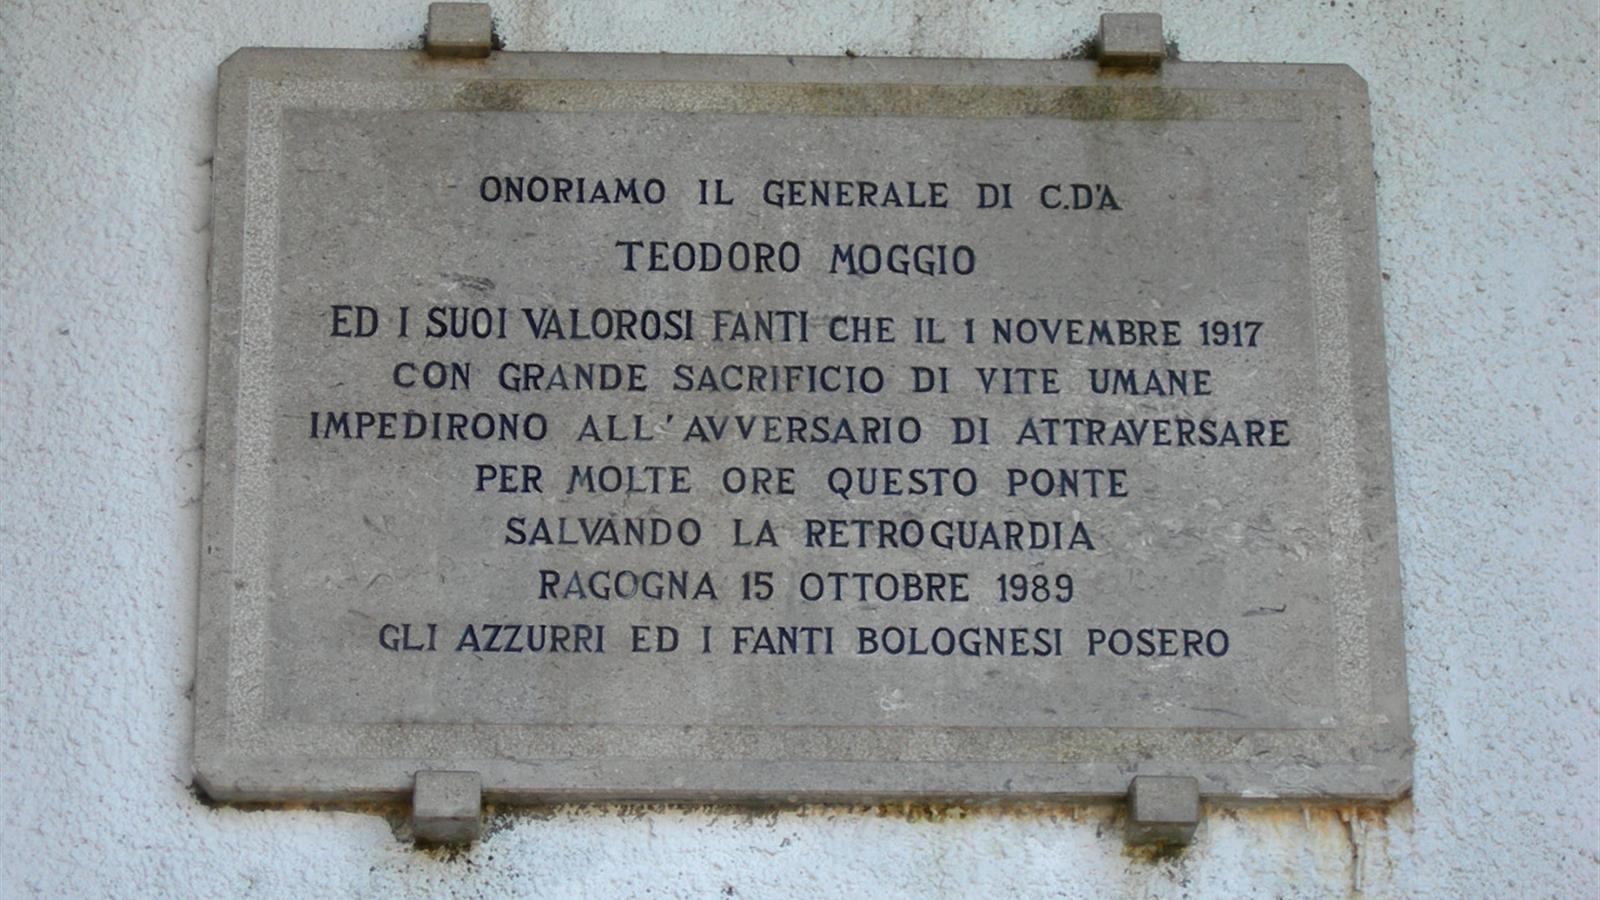 ONORIAMO IL GENERALE DI C.D'A
TEODORO MOGGIO
ED I SUOI VALOROSI FANTI CHE IL 1 NOVEMBRE 1917
CON GRANDE SACRIFICIO DI VITE UMANE
IMPEDIRONO ALL'AVVERSARIO DI ATTRAVERSARE
PER MOLTE ORE QUESTO PONTE
SALVANDO LA RETROGUARDIA
RAGOGNA 15 OTTOBRE 1989
GLI AZZURRI ED I FANTI BOLOGNESI POSERO